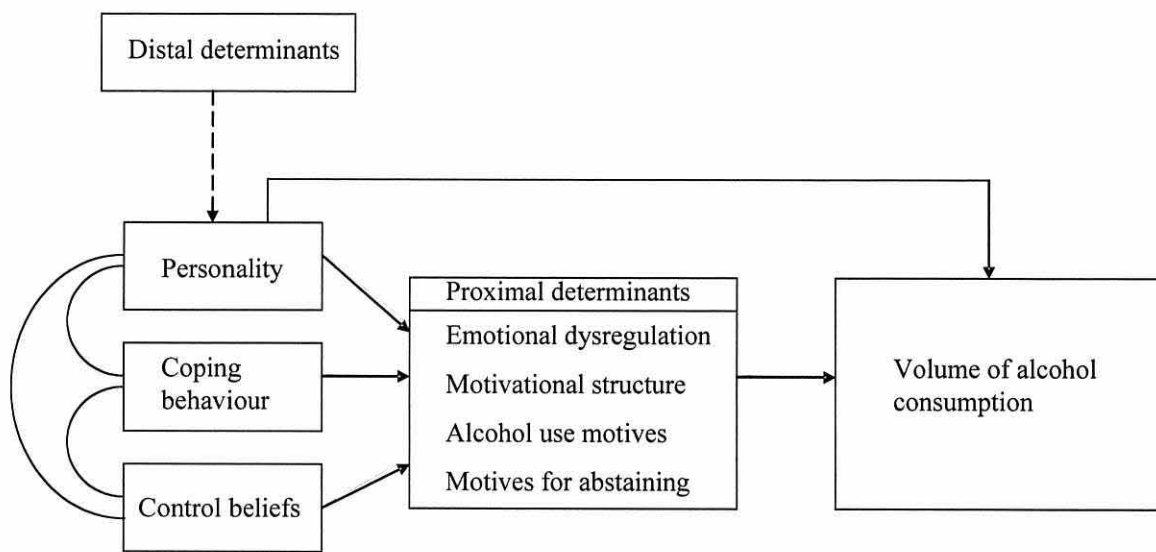 Distal determinants
Personality
Coping
behaviour
Control beliefs
Proximal determinants
Emotional dysregulation
Motivational structure
Alcohol use motives
Motives for abstaining
Volume of alcohol
consumption